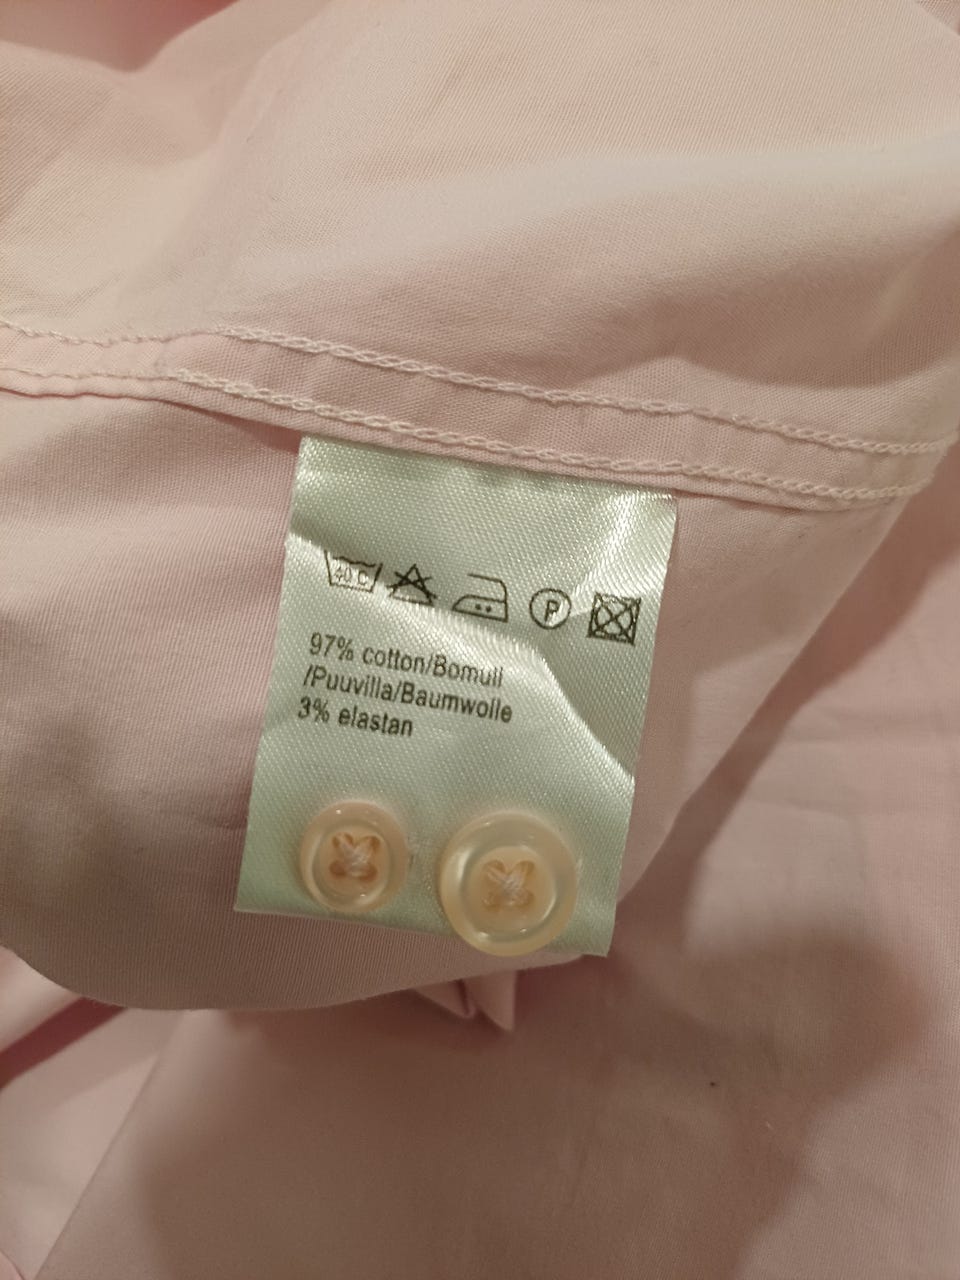 40 C P
97% cotton/Bomull
/Puuvilla/Baumwolle
3% elastan